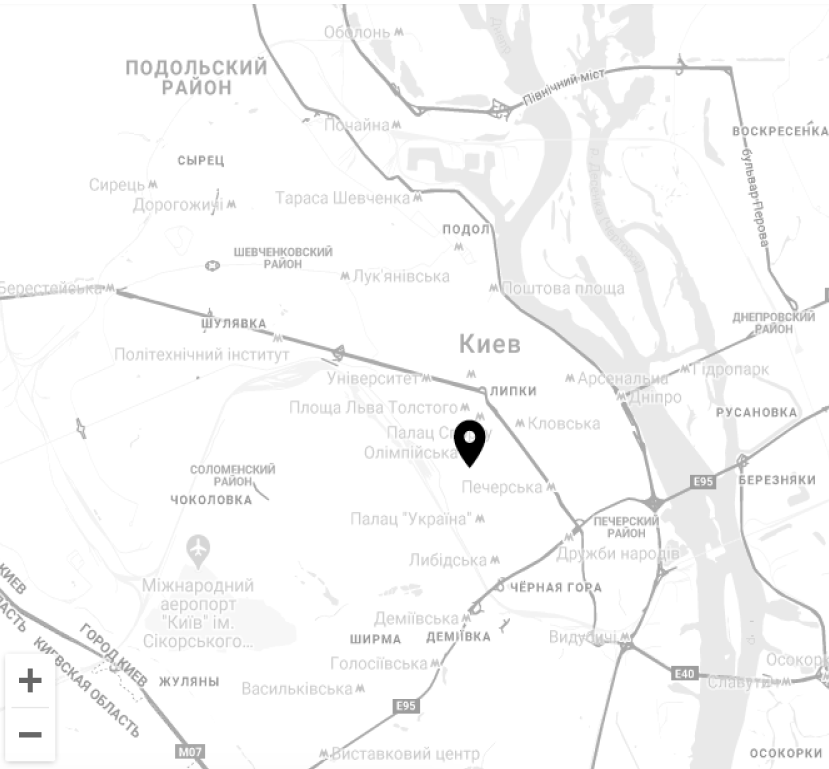 Оболонь
ПОДОЛЬСКИЙ
РАЙОН
Північний міст
Почайна
ВОСКРЕСЕНКА
СЫРЕЦ
Сирець
Дорогожичі
Тараса Шевченка
бульвар Перова
ПОДОЛ
ШЕВЧЕНКОВСКИЙ
РАЙОН
Лук'янівська
Берестейська
Поштова площа
ШУЛЯВКА
ДНЕПРОВСКИЙ
РАЙОН
Киев
Політехнічний інститут
Університет
ЛИПКИ
Арсенальна
Гідропарк
Дніпро
Площа Льва Толстого
Кловська
РУСАНОВКА
Палац
Олімпійська
СОЛОМЕНСКИЙ
РАЙОН
ЧОКОЛОВКА
Печерська
E95
БЕРЕЗНЯКИ
Палац "Україна"
ПЕЧЕРСКИЙ
РАЙОН
Дружби народів
Либідська
КИЕВ
Міжнародний
аеропорт
"Київ" ім.
Сікорського...
ЧЁРНАЯ ГОРА
Деміївська
ШИРМА
ДЕМІЇВКА
Видубичі
ГОРОД КИЕВ
КИЕВСКАЯ ОБЛАСТЬ
Голосіївська
Осокорк
ЖУЛЯНЫ
Васильківська
E40
Славутич
E95
M07
Виставковий центр
ОСОКОРКИ
+
−